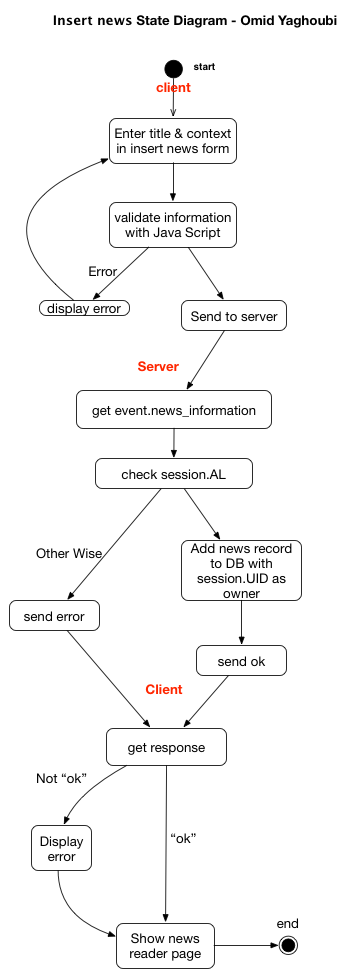 Insert news State Diagram - Omid Yaghoubi
start
client
Enter title & context
in insert news form
validate information
with Java Script
Error
display error
Send to server
Server
get event.news_information
check session.AL
Other Wise
Add news record
to DB with
session.UID as
owner
send error
send ok
Client
get response
Not “ok”
“ok”
Display
error
end
Show news
reader page